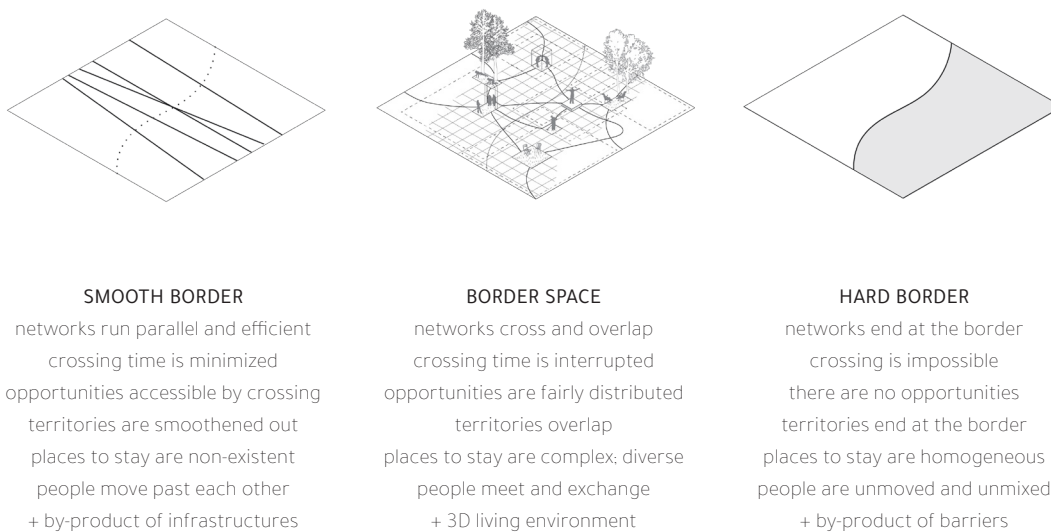 SMOOTH BORDER
networks run parallel and efficient
crossing time is minimized
opportunities accessible by crossing
territories are smoothened out
places to stay are non-existent
people move past each other
+ by-product of infrastructures
BORDER SPACE
networks cross and overlap
crossing time is interrupted
opportunities are fairly distributed
territories overlap
places to stay are complex; diverse
people meet and exchange
+ 3D living environment
HARD BORDER
networks end at the border
crossing is impossible
there are no opportunities
territories end at the border
places to stay are homogeneous
people are unmoved and unmixed
+ by-product of barriers